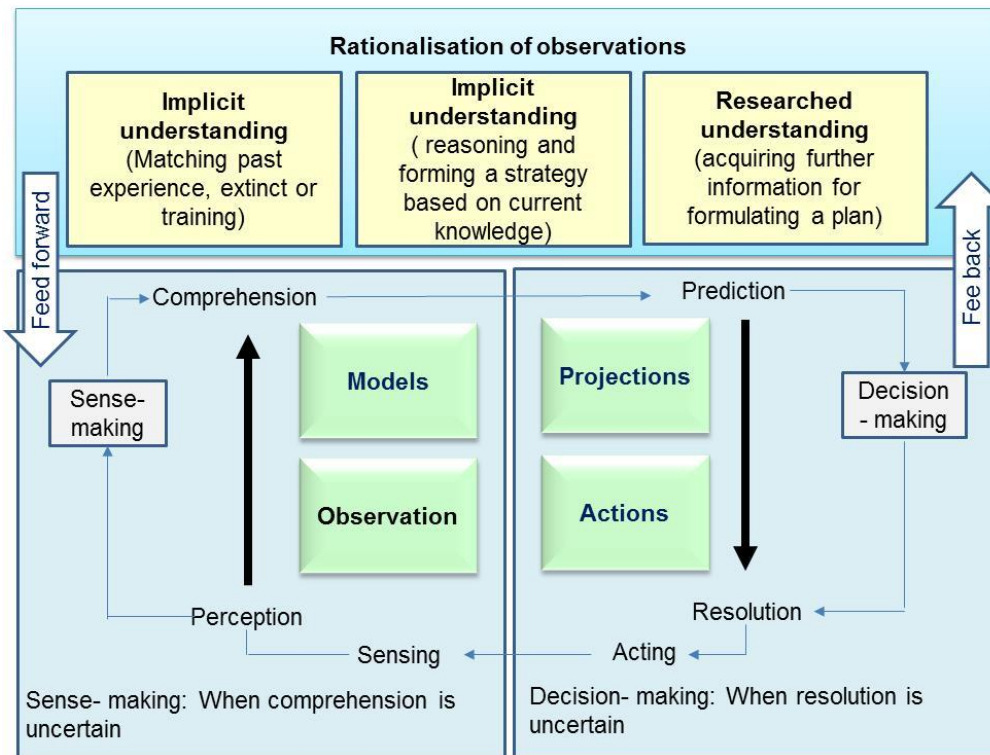 Rationalisation of observations
Implicit
understanding
(Matching past
experience, extinct or
training)
Implicit
understanding
( reasoning and
forming a strategy
based on current
knowledge)
Researched
understanding
(acquiring further
information for
formulating a plan)
Feed forward
Fee back
Comprehension
Prediction
Models
Projections
Sense-
making
Decision
- making
Observation
Actions
Perception
Resolution
Sensing
Acting
Sense- making: When comprehension is
uncertain
Decision- making: When resolution is
uncertain